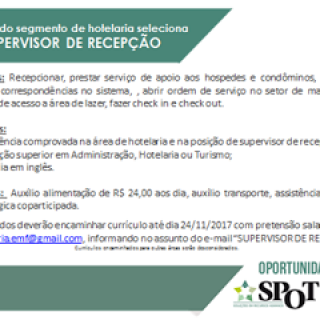 do segmento de hotelaria seleciona
PERVISOR DE RECEPÇÃO
s: Recepcionar, prestar serviço de apoio aos hospedes e condôminos,
correspondências no sistema, , abrir ordem de serviço no setor de ma
de acesso a área de lazer, fazer check in e check out.
s:
ência comprovada na área de hotelaria e na posição de supervisor de rece
ção superior em Administração, Hotelaria ou Turismo;
ia em inglês.
s: Auxílio alimentação de R$ 24,00 aos dia, auxílio transporte, assistênci
gica coparticipada.
dos deverão encaminhar currículo até dia 24/11/2017 com pretensão salar
ria.emf@gmail.com, informando no assunto do e-mail "SUPERVISOR DE RE
Currículos encaminhados para outras áreas serão desconsiderados.
OPORTUNIDA
SPOT